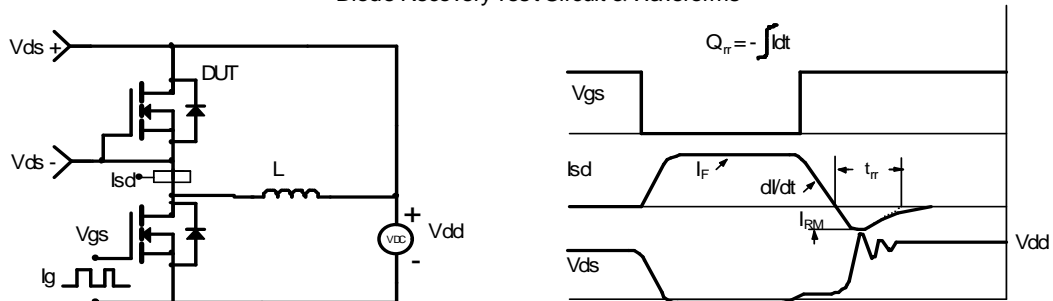 Diode Recovery Test Circuit & Waveforms
Vds +
DUT
Vds -
Isd
L
Vgs
Ig
+
VDC
-
Vdd
Qrr = - ∫Idt
Vgs
Isd
IF
dI/dt
trr
IRM
Vdd
Vds